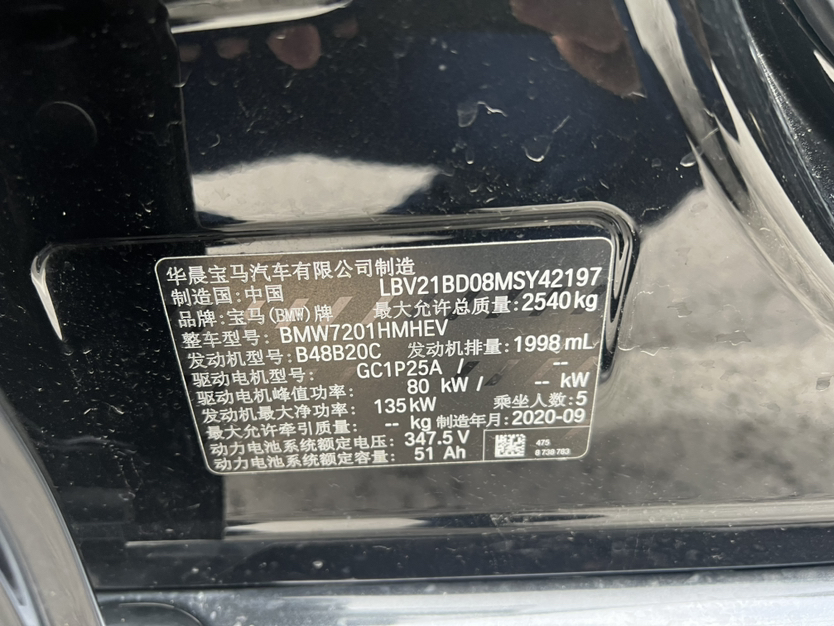 华晨宝马汽车有限公司制造
制造国:中国 LBV21BD08MSY42197
品牌:宝马(BMW)牌 最大允许总质量:2540kg
整车型号: BMW7201HMHEV
发动机型号:B48B20C 发动机排量:1998 mL
驱动电机型号: GC1P25A / --
驱动电机峰值功率: 80 kW / -- kW
发动机最大净功率: 135kW 乘坐人数:5
最大允许牵引质量: -- kg 制造年月:2020-09
动力电池系统额定电压: 347.5 V
动力电池系统额定容量: 51 Ah
475
8 738 783